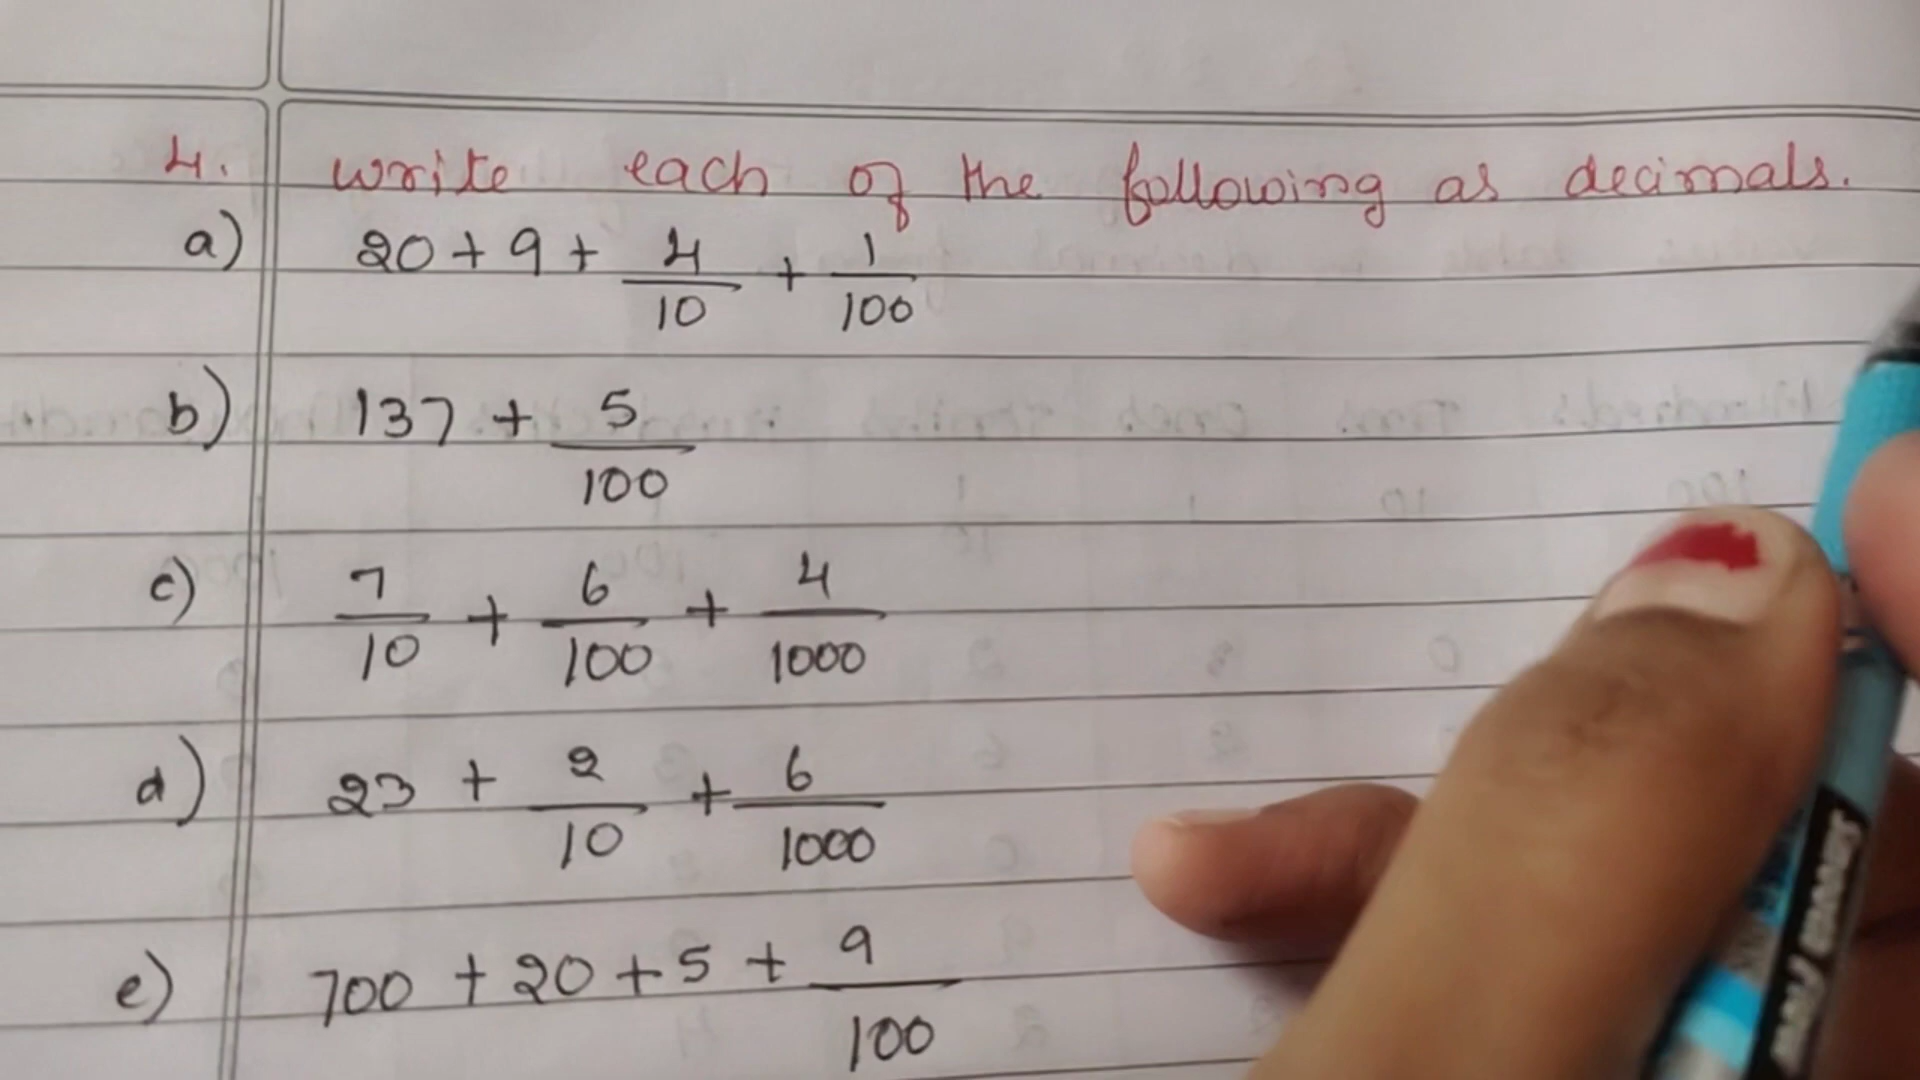 4. write each of the following as decimals.
a) 20 + 9 + 4/10 + 1/100
b) 137 + 5/100
c) 7/10 + 6/100 + 4/1000
d) 23 + 2/10 + 6/1000
e) 700 + 20 + 5 + 9/100